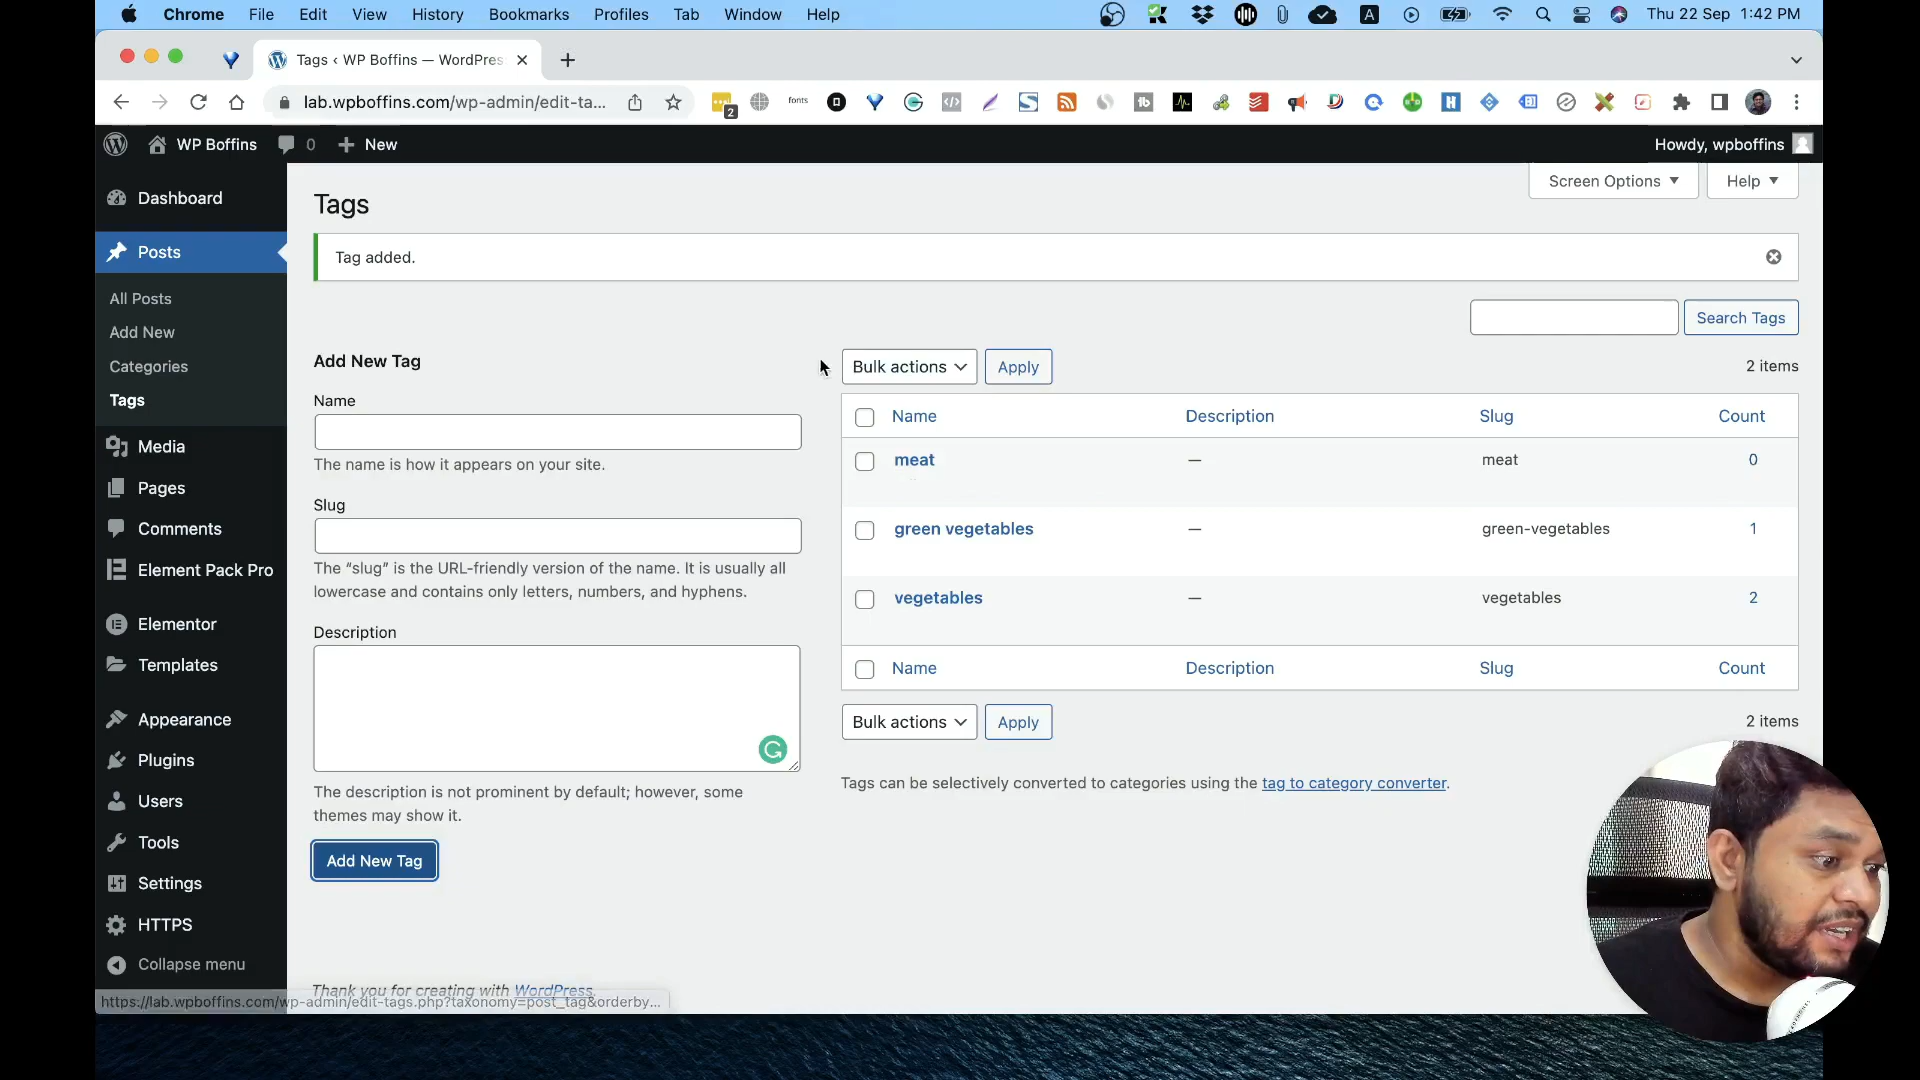 Chrome File Edit View History Bookmarks Profiles Tab Window Help
A
Thu 22 Sep 1:42 PM
Tags ‹ WP Boffins — WordPres
lab.wpboffins.com/wp-admin/edit-ta...
2
fonts
WP Boffins 0 New
Howdy, wpboffins
Screen Options Help
Dashboard
Posts
All Posts
Add New
Categories
Tags
Media
Pages
Comments
Element Pack Pro
Elementor
Templates
Appearance
Plugins
Users
Tools
Settings
HTTPS
Collapse menu
Tags
Tag added.
Search Tags
Add New Tag
Name
The name is how it appears on your site.
Slug
The “slug” is the URL-friendly version of the name. It is usually all
lowercase and contains only letters, numbers, and hyphens.
Description
The description is not prominent by default; however, some
themes may show it.
Add New Tag
Bulk actions Apply 2 items
Name Description Slug Count
meat — meat 0
green vegetables — green-vegetables 1
vegetables — vegetables 2
Name Description Slug Count
Bulk actions Apply 2 items
Tags can be selectively converted to categories using the tag to category converter.
Thank you for creating with WordPress.
https://lab.wpboffins.com/wp-admin/edit-tags.php?taxonomy=post_tag&orderby...